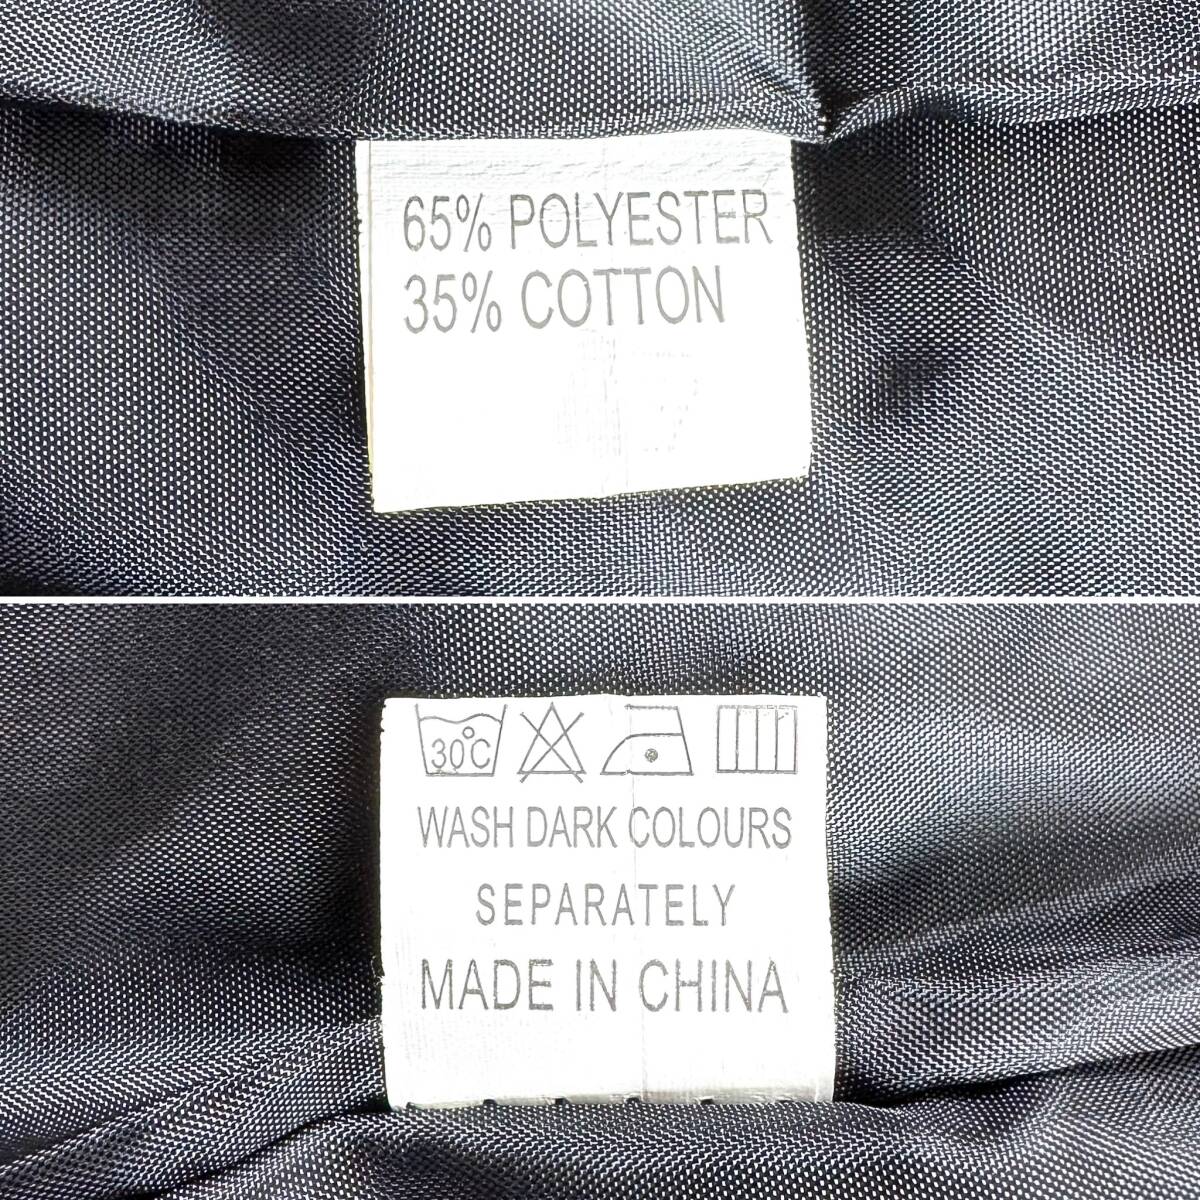 65% POLYESTER
35% COTTON
30°C
WASH DARK COLOURS
SEPARATELY
MADE IN CHINA